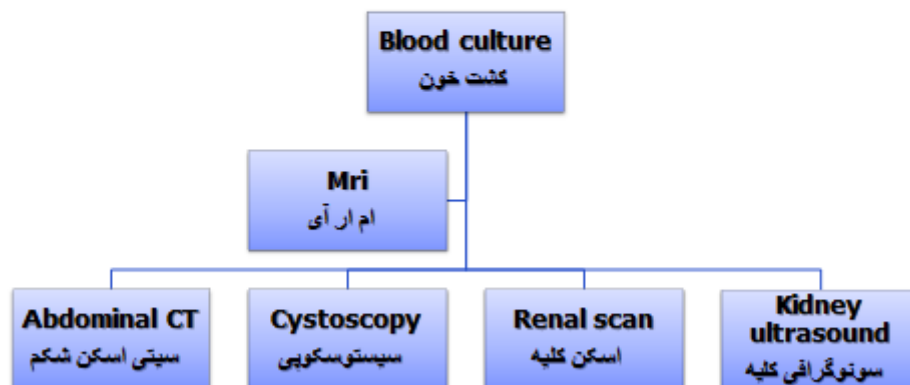 Blood culture
کشت خون
Mri
ام ار آی
Abdominal CT
سیتی اسکن شکم
Cystoscopy
سیستوسکوپی
Renal scan
اسکن کلیه
Kidney
ultrasound
سونوگرافی کلیه